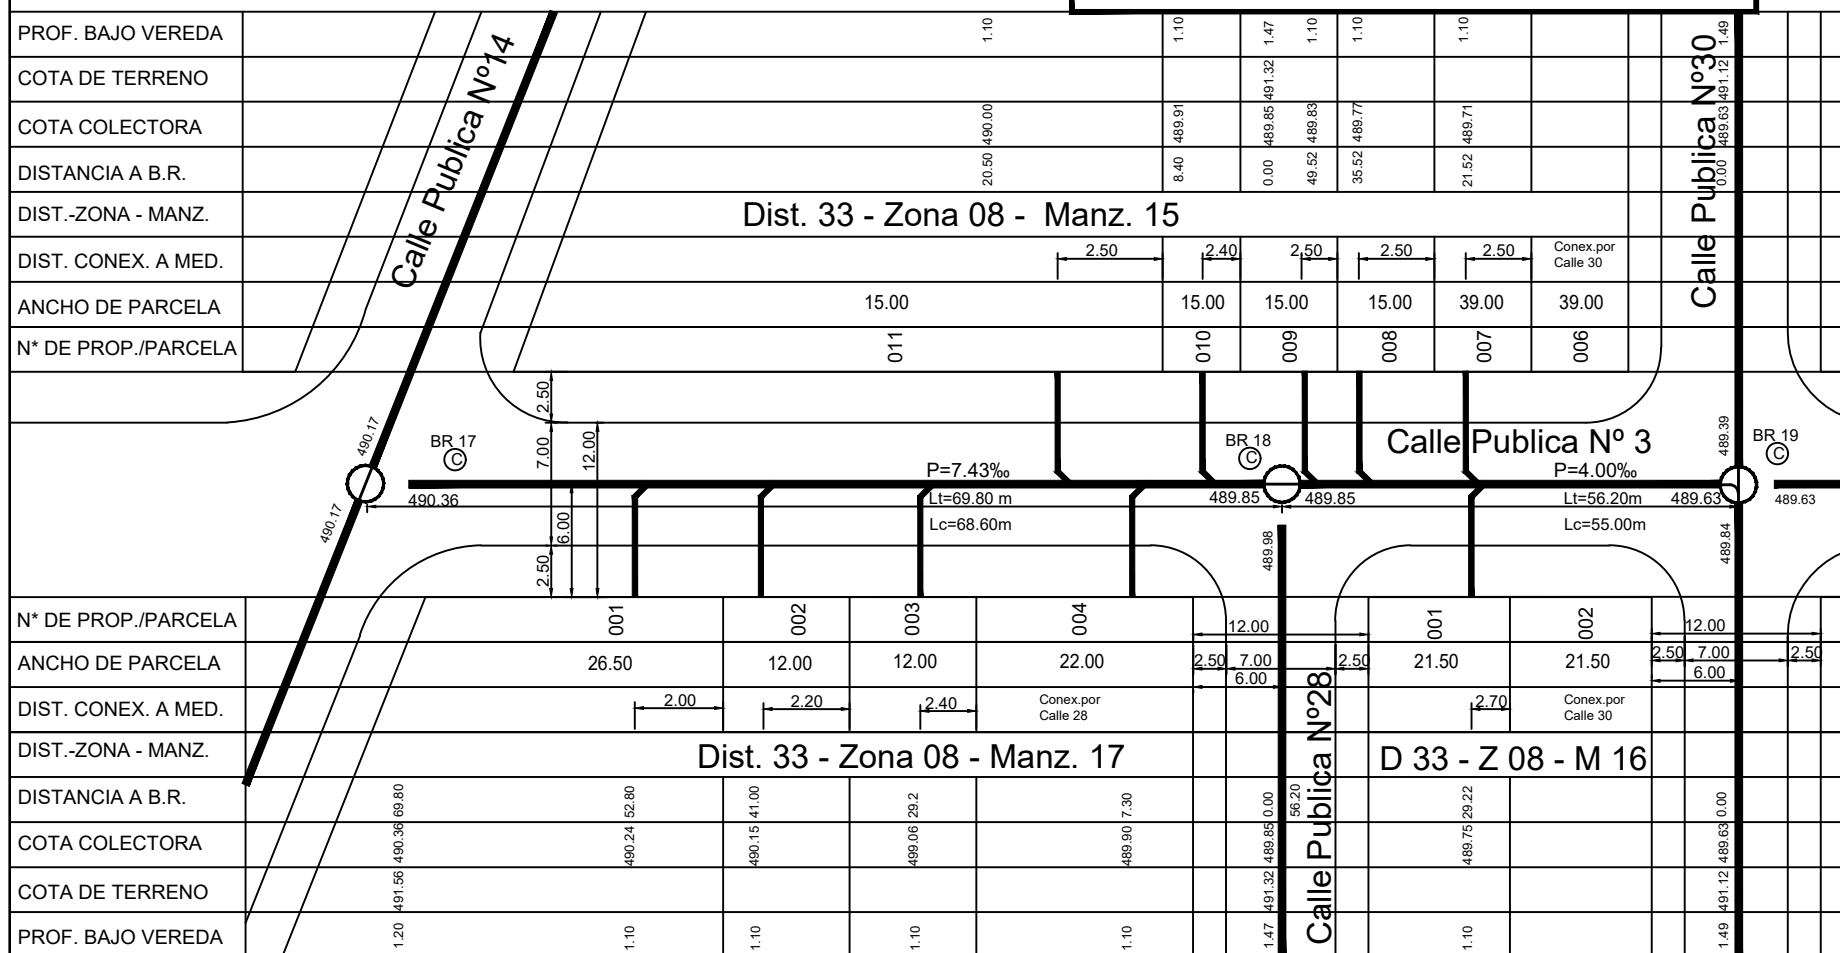 PROF. BAJO VEREDA 1.10 1.10 1.47 1.10 1.10 1.10 1.49
COTA DE TERRENO 491.32 491.12
COTA COLECTORA 490.00 489.91 489.85 489.83 489.77 489.71 489.63
DISTANCIA A B.R. 20.50 8.40 0.00 49.52 35.52 21.52 0.00
Calle Publica Nº14
Calle Publica Nº30
DIST.-ZONA - MANZ. Dist. 33 - Zona 08 - Manz. 15
DIST. CONEX. A MED. 2.50 2.40 2.50 2.50 2.50 Conex.por
Calle 30
ANCHO DE PARCELA 15.00 15.00 15.00 15.00 39.00 39.00
N* DE PROP./PARCELA 011 010 009 008 007 006
2.50
7.00
12.00
6.00
2.50
490.17
490.17
BR 17
C
490.36
P=7.43‰
Lt=69.80 m
Lc=68.60m
BR 18
C
489.85
489.85
489.98
Calle Publica Nº 3
P=4.00‰
Lt=56.20m
Lc=55.00m
489.63
489.39
489.84
BR 19
C
489.63
N* DE PROP./PARCELA 001 002 003 004 12.00 001 002 12.00
ANCHO DE PARCELA 26.50 12.00 12.00 22.00 2.50 7.00 2.50 21.50 21.50 2.50 7.00 2.50
6.00 6.00
DIST. CONEX. A MED. 2.00 2.20 2.40 Conex.por
Calle 28
2.70 Conex.por
Calle 30
Calle Publica Nº28
DIST.-ZONA - MANZ. Dist. 33 - Zona 08 - Manz. 17 D 33 - Z 08 - M 16
DISTANCIA A B.R. 69.80 52.80 41.00 29.2 7.30 0.00 56.20 29.22 0.00
COTA COLECTORA 490.36 490.24 490.15 499.06 489.90 489.85 489.75 489.63
COTA DE TERRENO 491.56 491.32 491.12
PROF. BAJO VEREDA 1.20 1.10 1.10 1.10 1.10 1.47 1.10 1.49